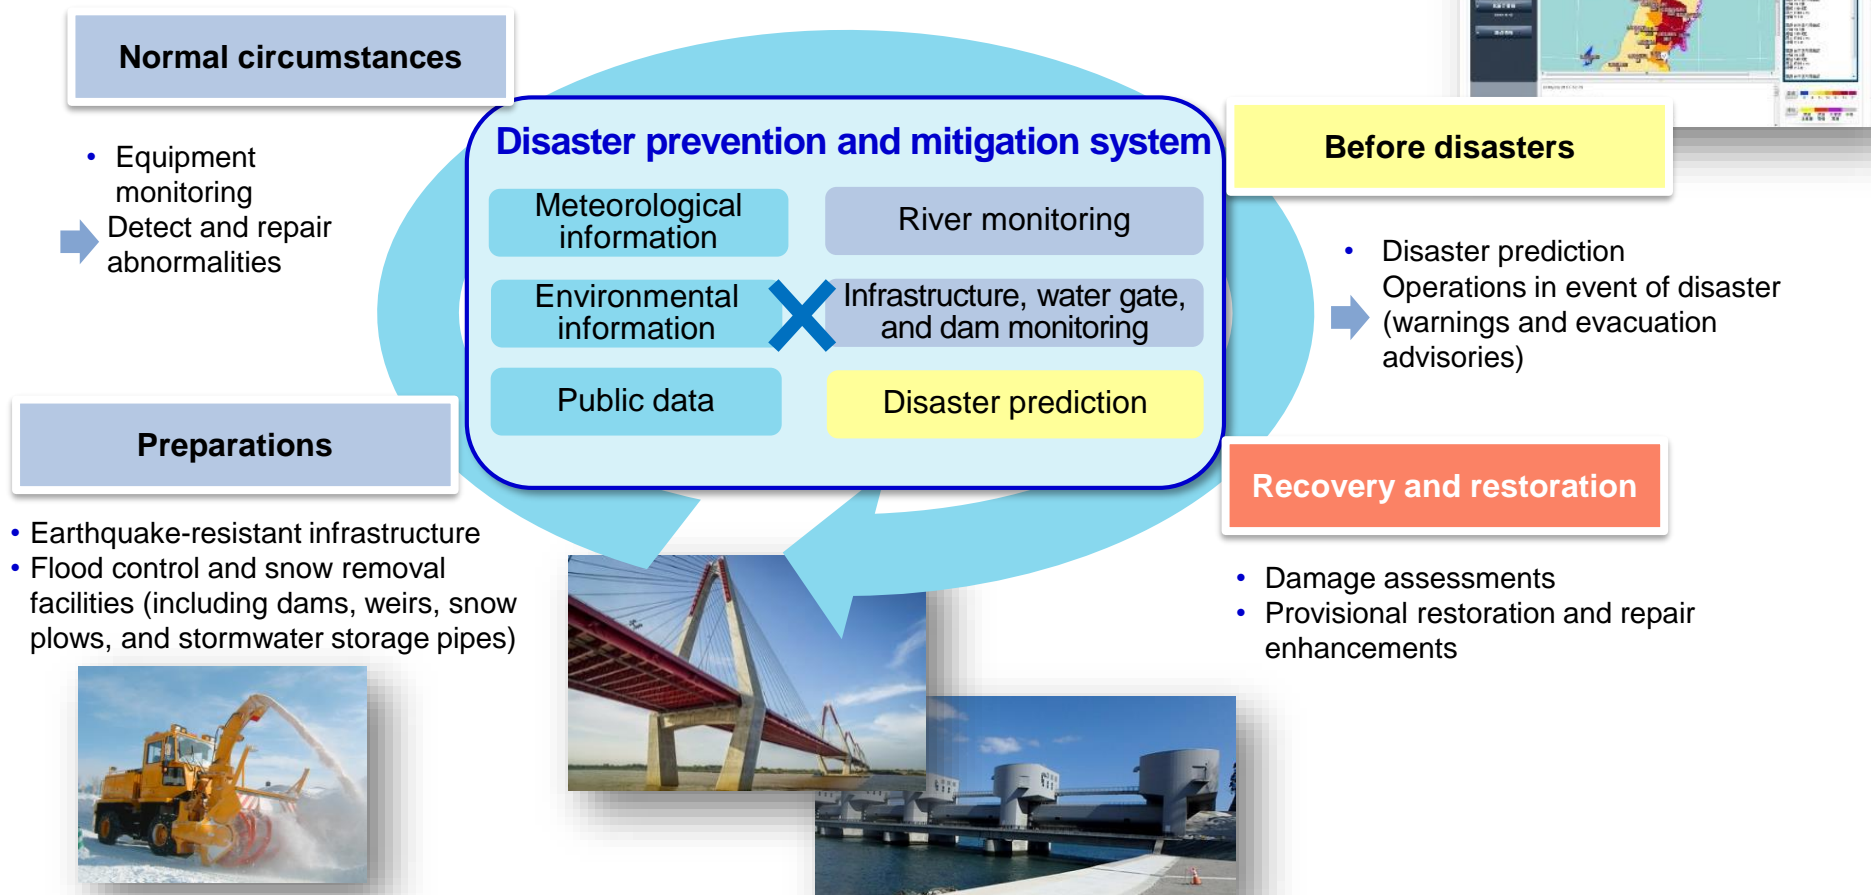 Normal circumstances
• Equipment
monitoring
Detect and repair
abnormalities
Preparations
• Earthquake-resistant infrastructure
• Flood control and snow removal
facilities (including dams, weirs, snow
plows, and stormwater storage pipes)
Disaster prevention and mitigation system
Meteorological
information
River monitoring
Environmental
information
Infrastructure, water gate,
and dam monitoring
Public data
Disaster prediction
Before disasters
• Disaster prediction
Operations in event of disaster
(warnings and evacuation
advisories)
Recovery and restoration
• Damage assessments
• Provisional restoration and repair
enhancements